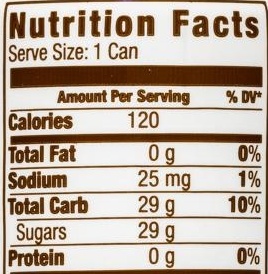 Nutrition Facts
Serve Size: 1 Can
Amount Per Serving % DV*
Calories 120
Total Fat 0 g 0%
Sodium 25 mg 1%
Total Carb 29 g 10%
Sugars 29 g
Protein 0 g 0%